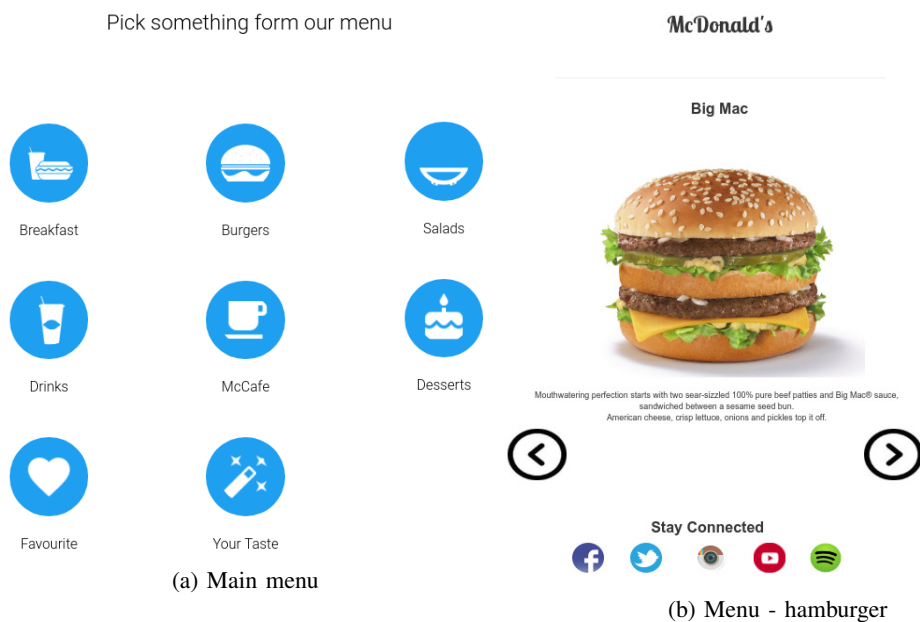 Pick something form our menu
Breakfast
Burgers
Salads
Drinks
McCafe
Desserts
Favourite
Your Taste
(a) Main menu
McDonald's
Big Mac
Mouthwatering perfection starts with two sear-sizzled 100% pure beef patties and Big Mac® sauce,
sandwiched between a sesame seed bun.
American cheese, crisp lettuce, onions and pickles top it off.
Stay Connected
(b) Menu - hamburger